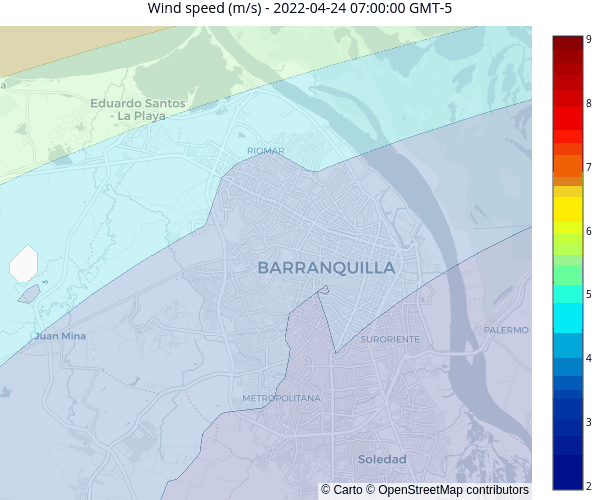 Wind speed (m/s) - 2022-04-24 07:00:00 GMT-5
9
8
7
6
5
4
3
2
a
Eduardo Santos
- La Playa
RIOMAR
BARRANQUILLA
Juan Mina
SURORIENTE
PALERMO
METROPOLITANA
Soledad
© Carto © OpenStreetMap contributors